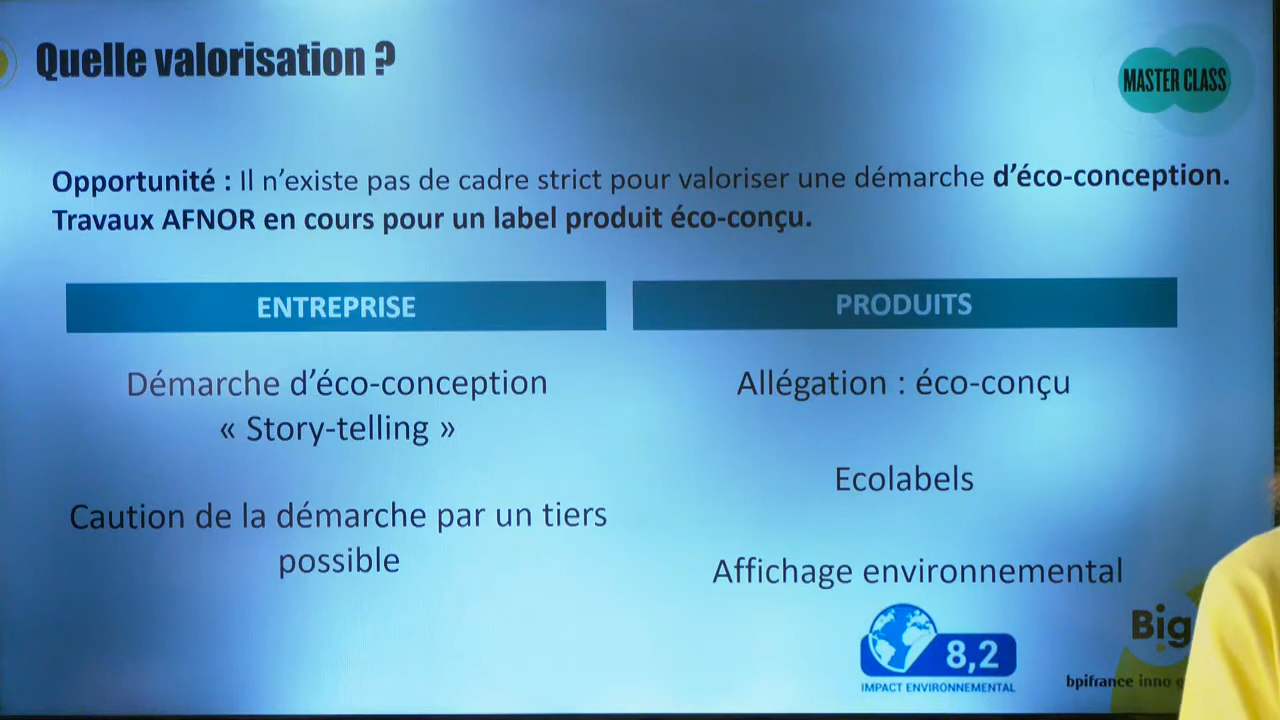 Quelle valorisation ?
MASTER CLASS
Opportunité : Il n’existe pas de cadre strict pour valoriser une démarche d’éco-conception.
Travaux AFNOR en cours pour un label produit éco-conçu.
ENTREPRISE
Démarche d’éco-conception
« Story-telling »
Caution de la démarche par un tiers
possible
PRODUITS
Allégation : éco-conçu
Ecolabels
Affichage environnemental
8,2
IMPACT ENVIRONNEMENTAL
Big
bpifrance inno